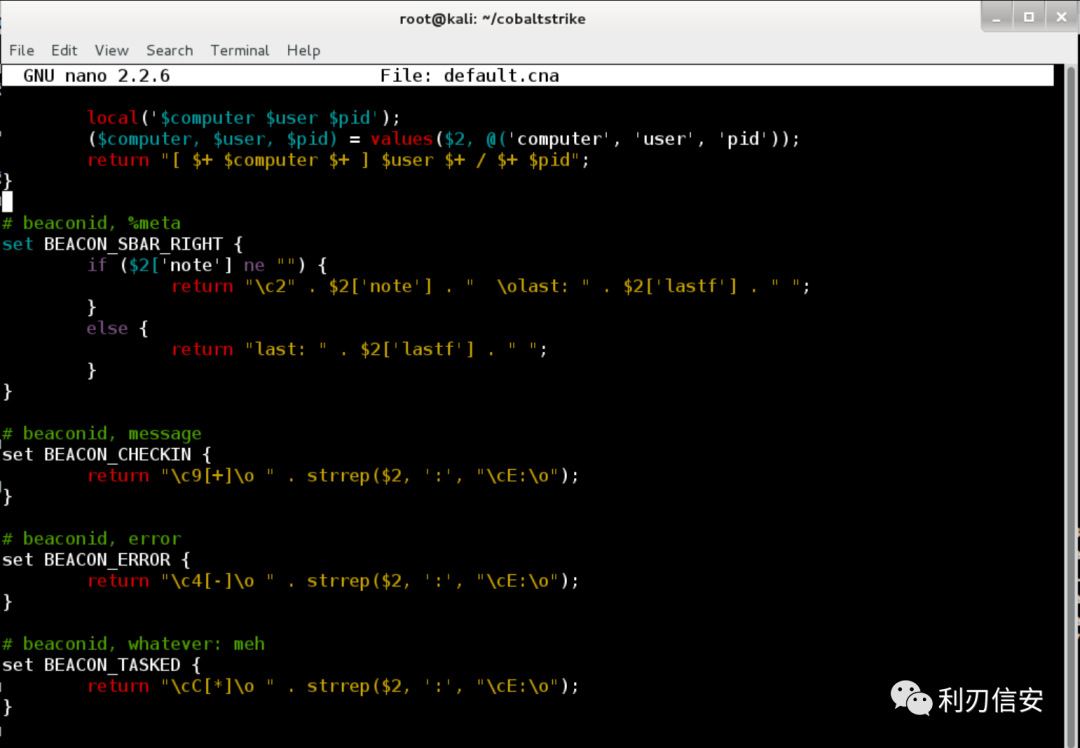 root@kali: ~/cobaltstrike
File Edit View Search Terminal Help
GNU nano 2.2.6 File: default.cna
local('$computer $user $pid');
($computer, $user, $pid) = values($2, @('computer', 'user', 'pid'));
return "[ $+ $computer $+ ] $user $+ / $+ $pid";
}
# beaconid, %meta
set BEACON_SBAR_RIGHT {
if ($2['note'] ne "") {
return "\c2" . $2['note'] . "  \olast: " . $2['lastf'] . " ";
}
else {
return "last: " . $2['lastf'] . " ";
}
}
# beaconid, message
set BEACON_CHECKIN {
return "\c9[+]\o " . strrep($2, ':', "\cE:\o");
}
# beaconid, error
set BEACON_ERROR {
return "\c4[-]\o " . strrep($2, ':', "\cE:\o");
}
# beaconid, whatever: meh
set BEACON_TASKED {
return "\cC[*]\o " . strrep($2, ':', "\cE:\o");
}
利刃信安